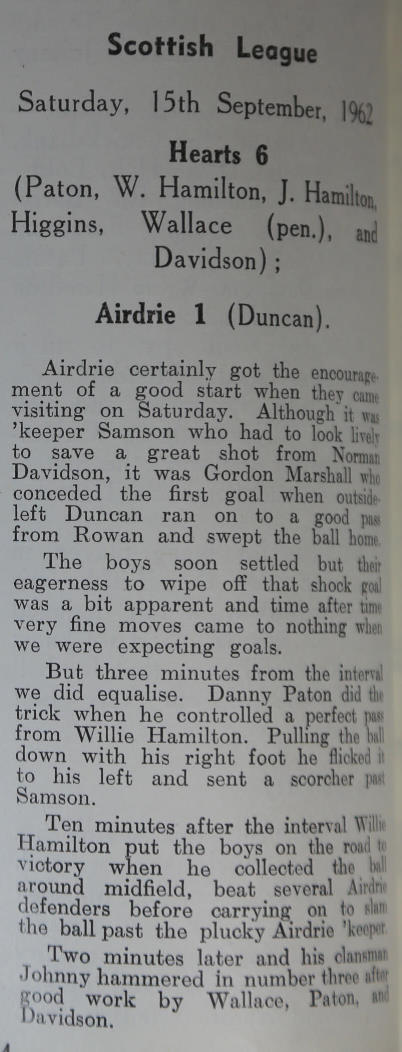 Scottish League
Saturday, 15th September, 1962
Hearts 6
(Paton, W. Hamilton, J. Hamilton,
Higgins, Wallace (pen.), and
Davidson) ;
Airdrie 1 (Duncan).
Airdrie certainly got the encourage-
ment of a good start when they came
visiting on Saturday. Although it was
'keeper Samson who had to look lively
to save a great shot from Norman
Davidson, it was Gordon Marshall who
conceded the first goal when outside-
left Duncan ran on to a good pass
from Rowan and swept the ball home.
The boys soon settled but their
eagerness to wipe off that shock goal
was a bit apparent and time after time
very fine moves came to nothing when
we were expecting goals.
But three minutes from the interval
we did equalise. Danny Paton did the
trick when he controlled a perfect pass
from Willie Hamilton. Pulling the ball
down with his right foot he flicked it
to his left and sent a scorcher past
Samson.
Ten minutes after the interval Willie
Hamilton put the boys on the road to
victory when he collected the ball
around midfield, beat several Airdrie
defenders before carrying on to slam
the ball past the plucky Airdrie 'keeper.
Two minutes later and his clansman
Johnny hammered in number three after
good work by Wallace, Paton, and
Davidson.